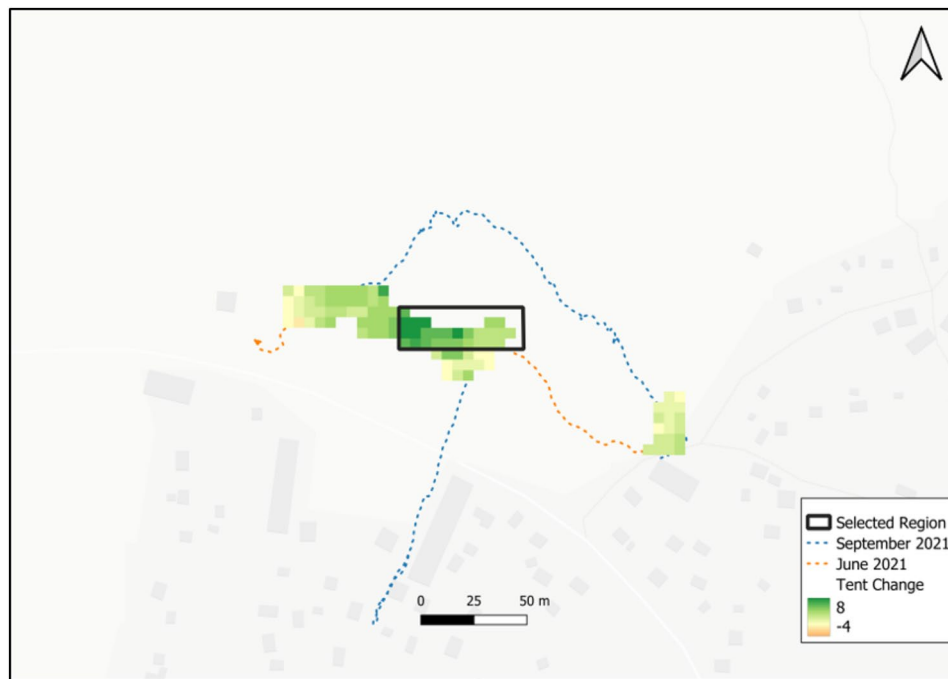 Selected Region
September 2021
June 2021
Tent Change
8
-4
0 25 50 m